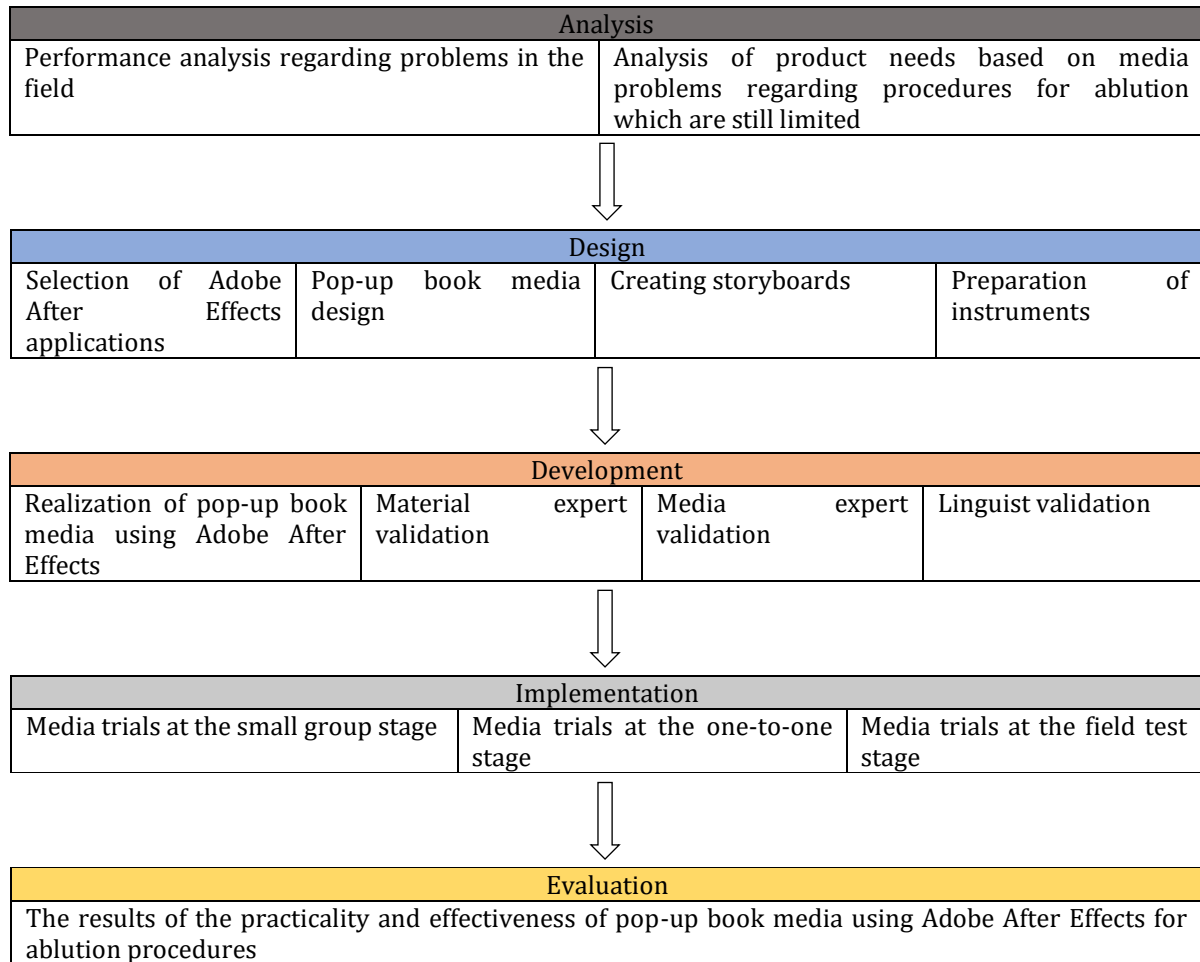 Analysis
Performance analysis regarding problems in the
field
Analysis of product needs based on media
problems regarding procedures for ablution
which are still limited
Design
Selection of Adobe
After Effects
applications
Pop-up book media
design
Creating storyboards
Preparation of
instruments
Development
Realization of pop-up book
media using Adobe After
Effects
Material expert
validation
Media expert
validation
Linguist validation
Implementation
Media trials at the small group stage
Media trials at the one-to-one
stage
Media trials at the field test
stage
Evaluation
The results of the practicality and effectiveness of pop-up book media using Adobe After Effects for
ablution procedures